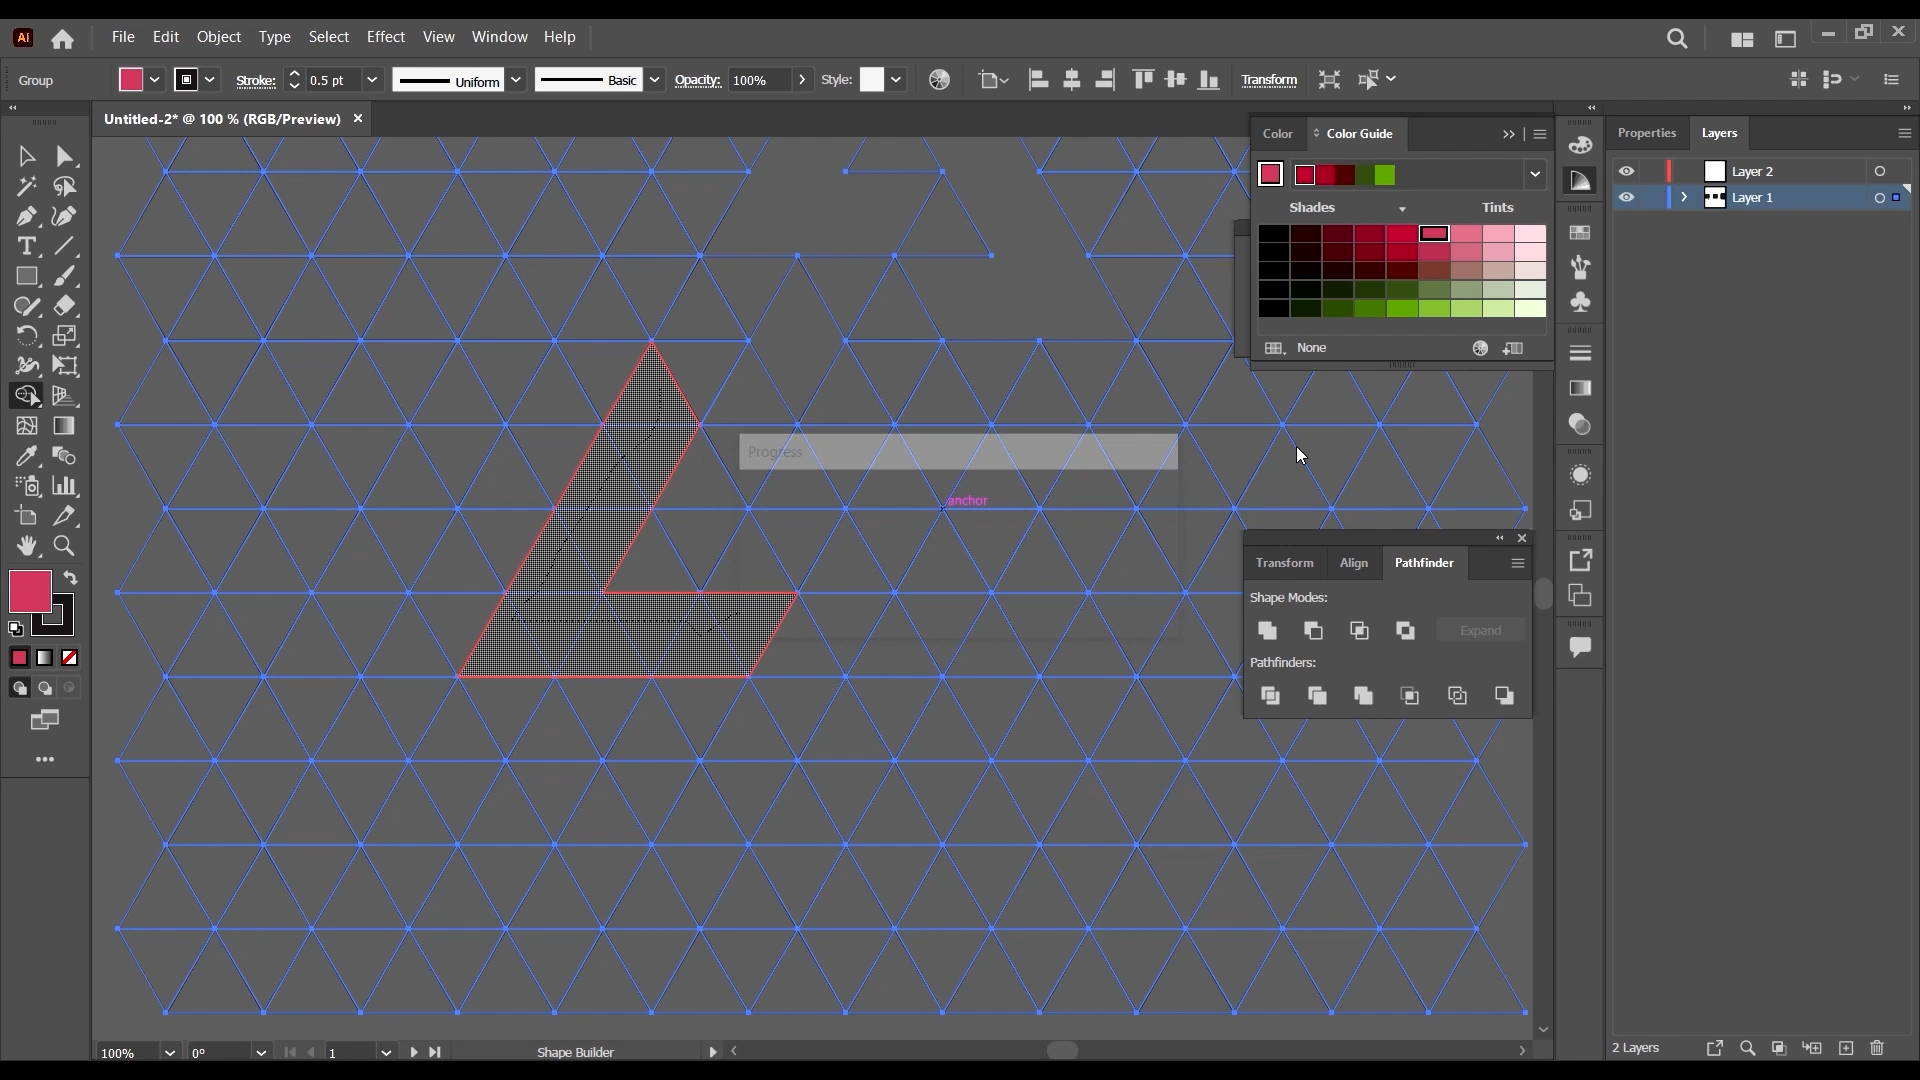 Ai File Edit Object Type Select Effect View Window Help
Group Stroke: 0.5 pt Uniform Basic Opacity: 100% Style: Transform
Untitled-2* @ 100 % (RGB/Preview)
Color Color Guide
Properties Layers
Layer 2
Layer 1
Shades Tints
None
Progress
anchor
Transform Align Pathfinder
Shape Modes:
Expand
Pathfinders:
100% 0° 1 Shape Builder
2 Layers